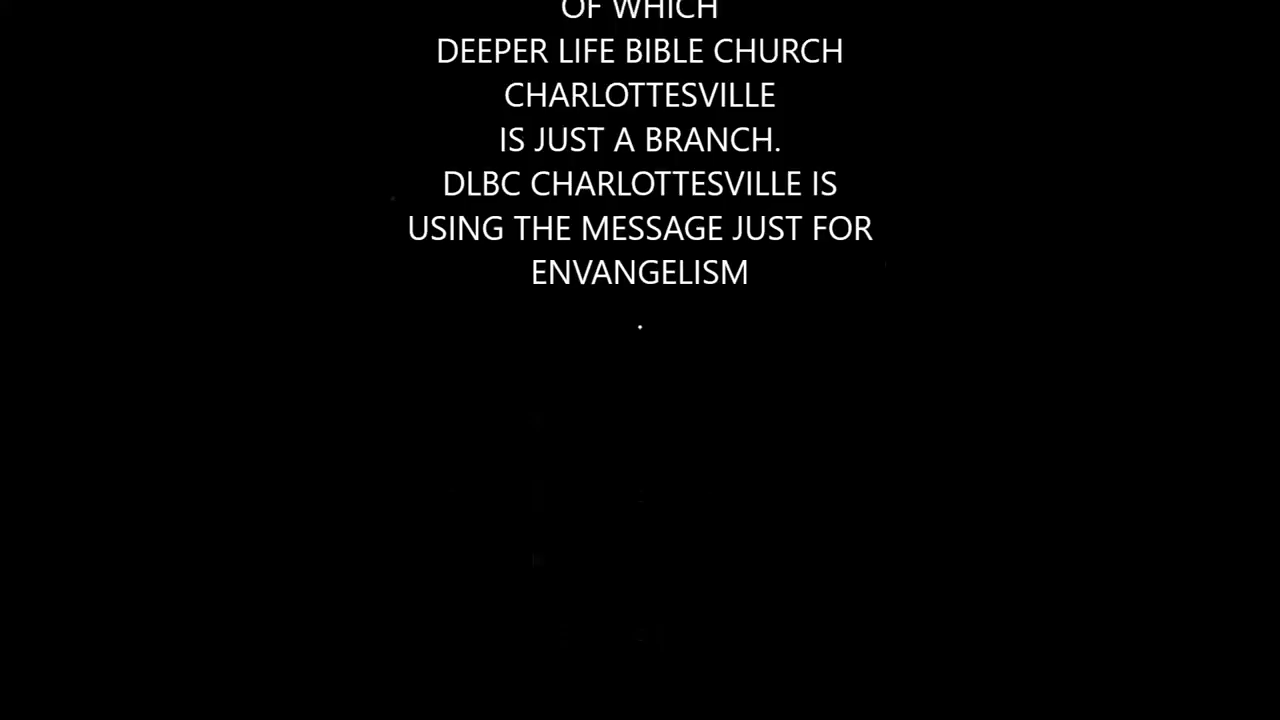 OF WHICH
DEEPER LIFE BIBLE CHURCH
CHARLOTTESVILLE
IS JUST A BRANCH.
DLBC CHARLOTTESVILLE IS
USING THE MESSAGE JUST FOR
ENVANGELISM
.